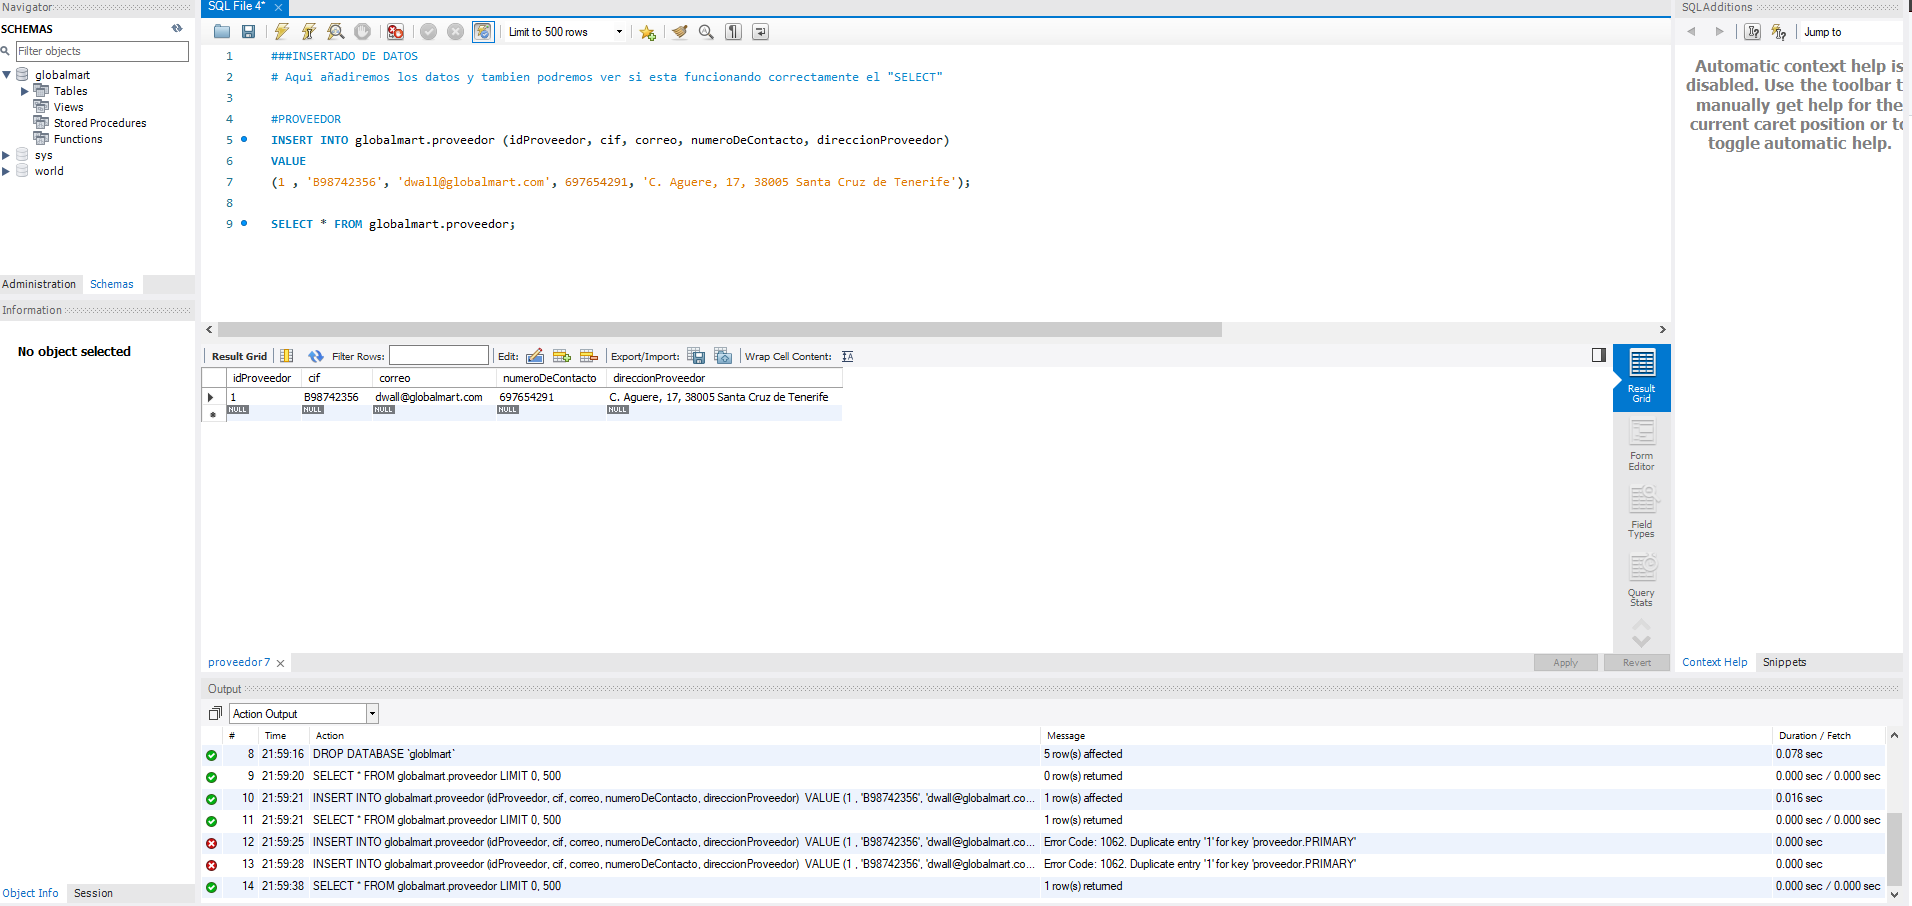 Navigator
SCHEMAS
Filter objects
globalmart
Tables
Views
Stored Procedures
Functions
sys
world
Administration Schemas
Information
No object selected
Object Info Session
SQL File 4*
Limit to 500 rows
1 ###INSERTADO DE DATOS
2 # Aqui añadiremos los datos y tambien podremos ver si esta funcionando correctamente el "SELECT"
3
4 #PROVEEDOR
5 INSERT INTO globalmart.proveedor (idProveedor, cif, correo, numeroDeContacto, direccionProveedor)
6 VALUE
7 (1 , 'B98742356', 'dwall@globalmart.com', 697654291, 'C. Aguere, 17, 38005 Santa Cruz de Tenerife');
8
9 SELECT * FROM globalmart.proveedor;
Result Grid Filter Rows: Edit: Export/Import: Wrap Cell Content:
idProveedor cif correo numeroDeContacto direccionProveedor
1 B98742356 dwall@globalmart.com 697654291 C. Aguere, 17, 38005 Santa Cruz de Tenerife
NULL NULL NULL NULL NULL
Result
Grid
Form
Editor
Field
Types
Query
Stats
proveedor 7
Apply Revert
SQLAdditions
Jump to
Automatic context help is
disabled. Use the toolbar t
manually get help for the
current caret position or to
toggle automatic help.
Context Help Snippets
Output
Action Output
# Time Action Message Duration / Fetch
8 21:59:16 DROP DATABASE `globlmart` 5 row(s) affected 0.078 sec
9 21:59:20 SELECT * FROM globalmart.proveedor LIMIT 0, 500 0 row(s) returned 0.000 sec / 0.000 sec
10 21:59:21 INSERT INTO globalmart.proveedor (idProveedor, cif, correo, numeroDeContacto, direccionProveedor) VALUE (1 , 'B98742356', 'dwall@globalmart.co... 1 row(s) affected 0.016 sec
11 21:59:21 SELECT * FROM globalmart.proveedor LIMIT 0, 500 1 row(s) returned 0.000 sec / 0.000 sec
12 21:59:25 INSERT INTO globalmart.proveedor (idProveedor, cif, correo, numeroDeContacto, direccionProveedor) VALUE (1 , 'B98742356', 'dwall@globalmart.co... Error Code: 1062. Duplicate entry '1' for key 'proveedor.PRIMARY' 0.000 sec
13 21:59:28 INSERT INTO globalmart.proveedor (idProveedor, cif, correo, numeroDeContacto, direccionProveedor) VALUE (1 , 'B98742356', 'dwall@globalmart.co... Error Code: 1062. Duplicate entry '1' for key 'proveedor.PRIMARY' 0.000 sec
14 21:59:38 SELECT * FROM globalmart.proveedor LIMIT 0, 500 1 row(s) returned 0.000 sec / 0.000 sec